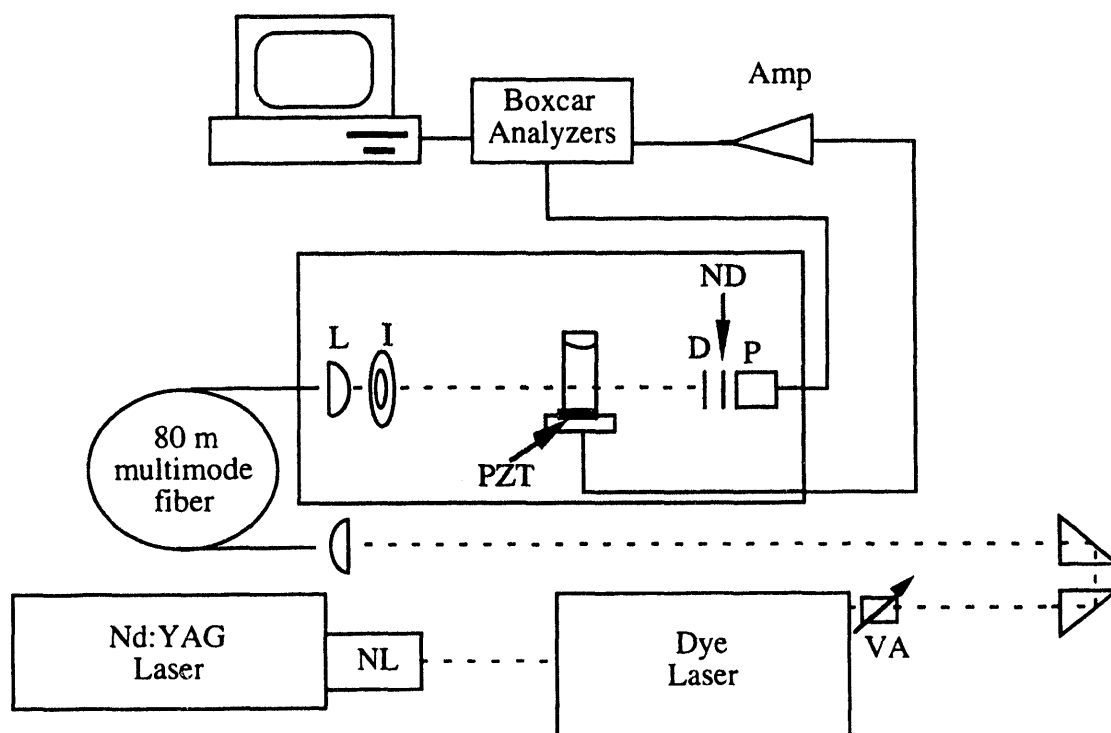 Amp
Boxcar
Analyzers
ND
L
I
D
P
80 m
multimode
fiber
PZT
Nd:YAG
Laser
NL
Dye
Laser
VA